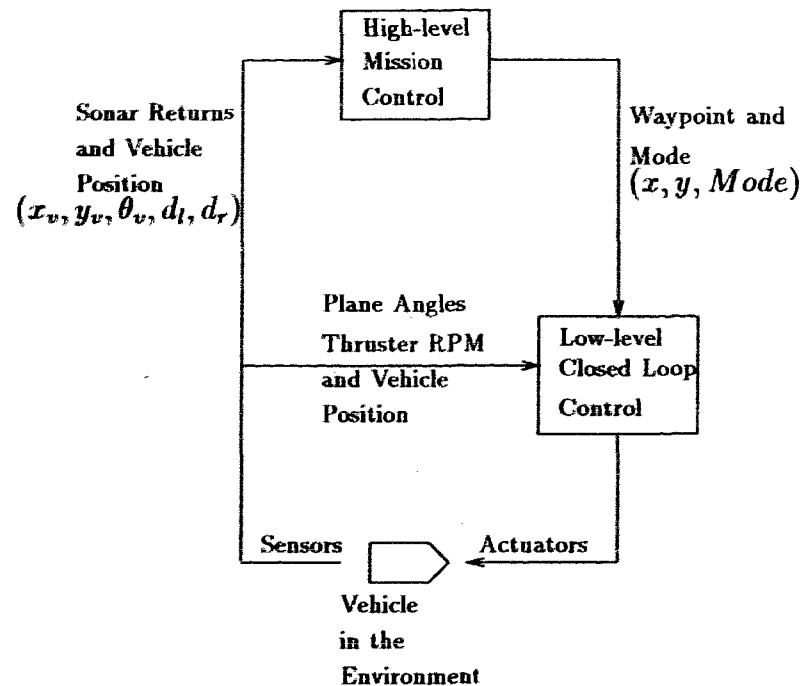 High-level
Mission
Control
Sonar Returns
and Vehicle
Position
(x_v, y_v, θ_v, d_l, d_r)
Waypoint and
Mode
(x, y, Mode)
Plane Angles
Thruster RPM
and Vehicle
Position
Low-level
Closed Loop
Control
Sensors
Actuators
Vehicle
in the
Environment